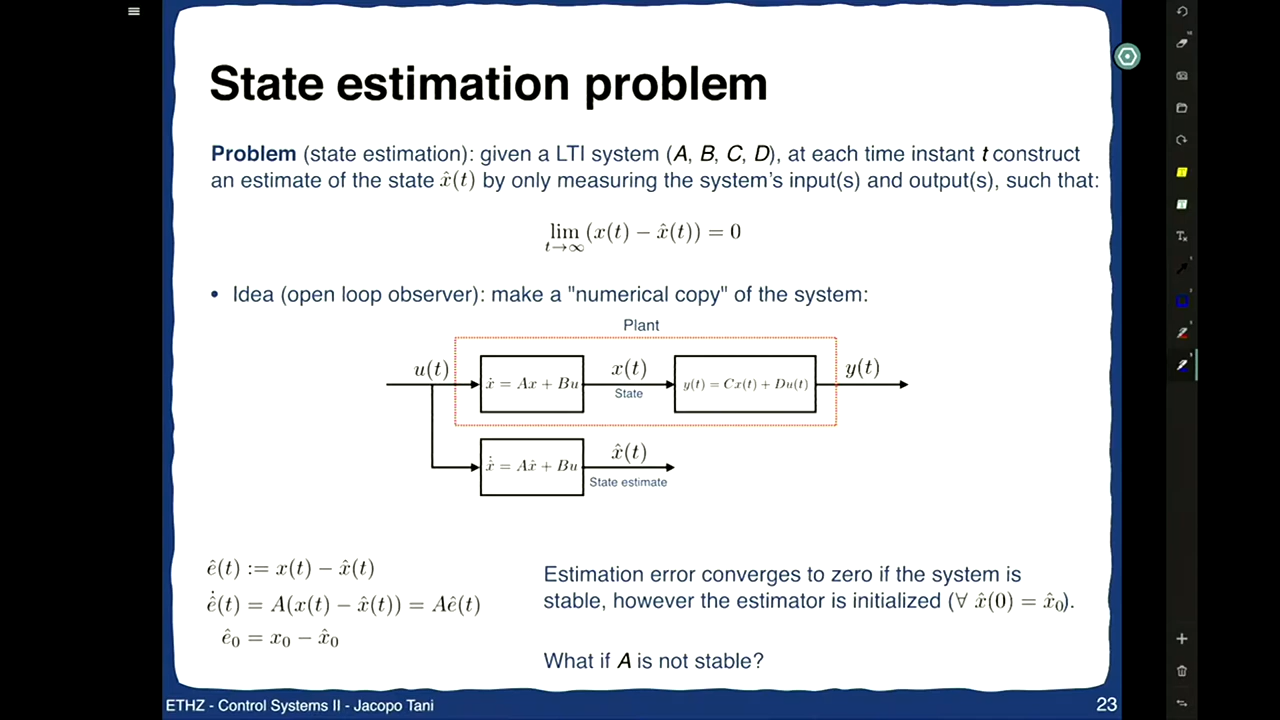 State estimation problem
Problem (state estimation): given a LTI system (A, B, C, D), at each time instant t construct
an estimate of the state x̂(t) by only measuring the system's input(s) and output(s), such that:
lim t→∞ (x(t) − x̂(t)) = 0
• Idea (open loop observer): make a "numerical copy" of the system:
Plant
u(t)
ẋ = Ax + Bu
x(t)
State
y(t) = Cx(t) + Du(t)
y(t)
x̂̇ = Ax̂ + Bu
x̂(t)
State estimate
ê(t) := x(t) − x̂(t)
ê̇(t) = A(x(t) − x̂(t)) = Aê(t)
ê₀ = x₀ − x̂₀
Estimation error converges to zero if the system is
stable, however the estimator is initialized (∀ x̂(0) = x̂₀).
What if A is not stable?
ETHZ - Control Systems II - Jacopo Tani
23